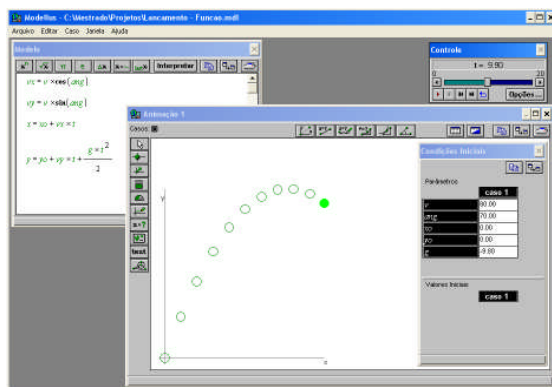 Modellus - C:\Mestrado\Projetos\Lancamento - Funcao.mdl
Arquivo Editar Caso Janela Ajuda
Modelo
Interpretar
vx = v × cos(ang)
vy = v × sin(ang)
x = xo + vx × t
y = yo + vy × t + g × t^2 / 2
Controle
t = 9.90
0 20
Opções...
Animação 1
Casos:
Condições Iniciais
Parâmetros
caso 1
v 80.00
ang 70.00
xo 0.00
yo 0.00
g -9.80
Valores Iniciais
caso 1
y
x
x=?
text